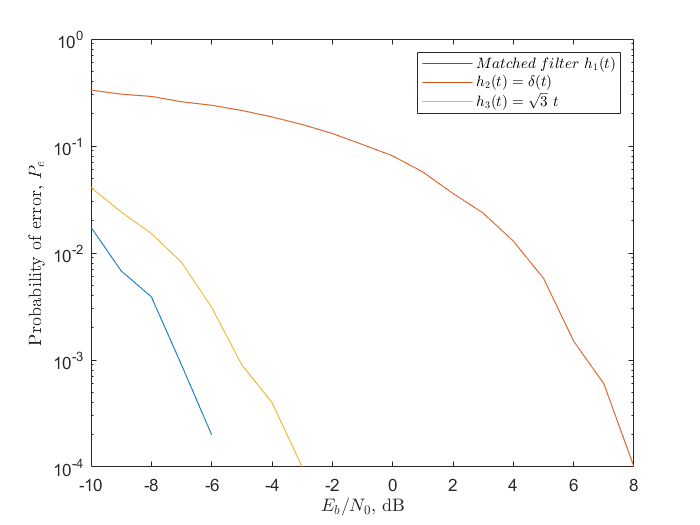 10^0
Matched filter h_1(t)
h_2(t) = δ(t)
h_3(t) = √3 t
10^-1
Probability of error, P_e
10^-2
10^-3
10^-4
-10 -8 -6 -4 -2 0 2 4 6 8
E_b/N_0, dB